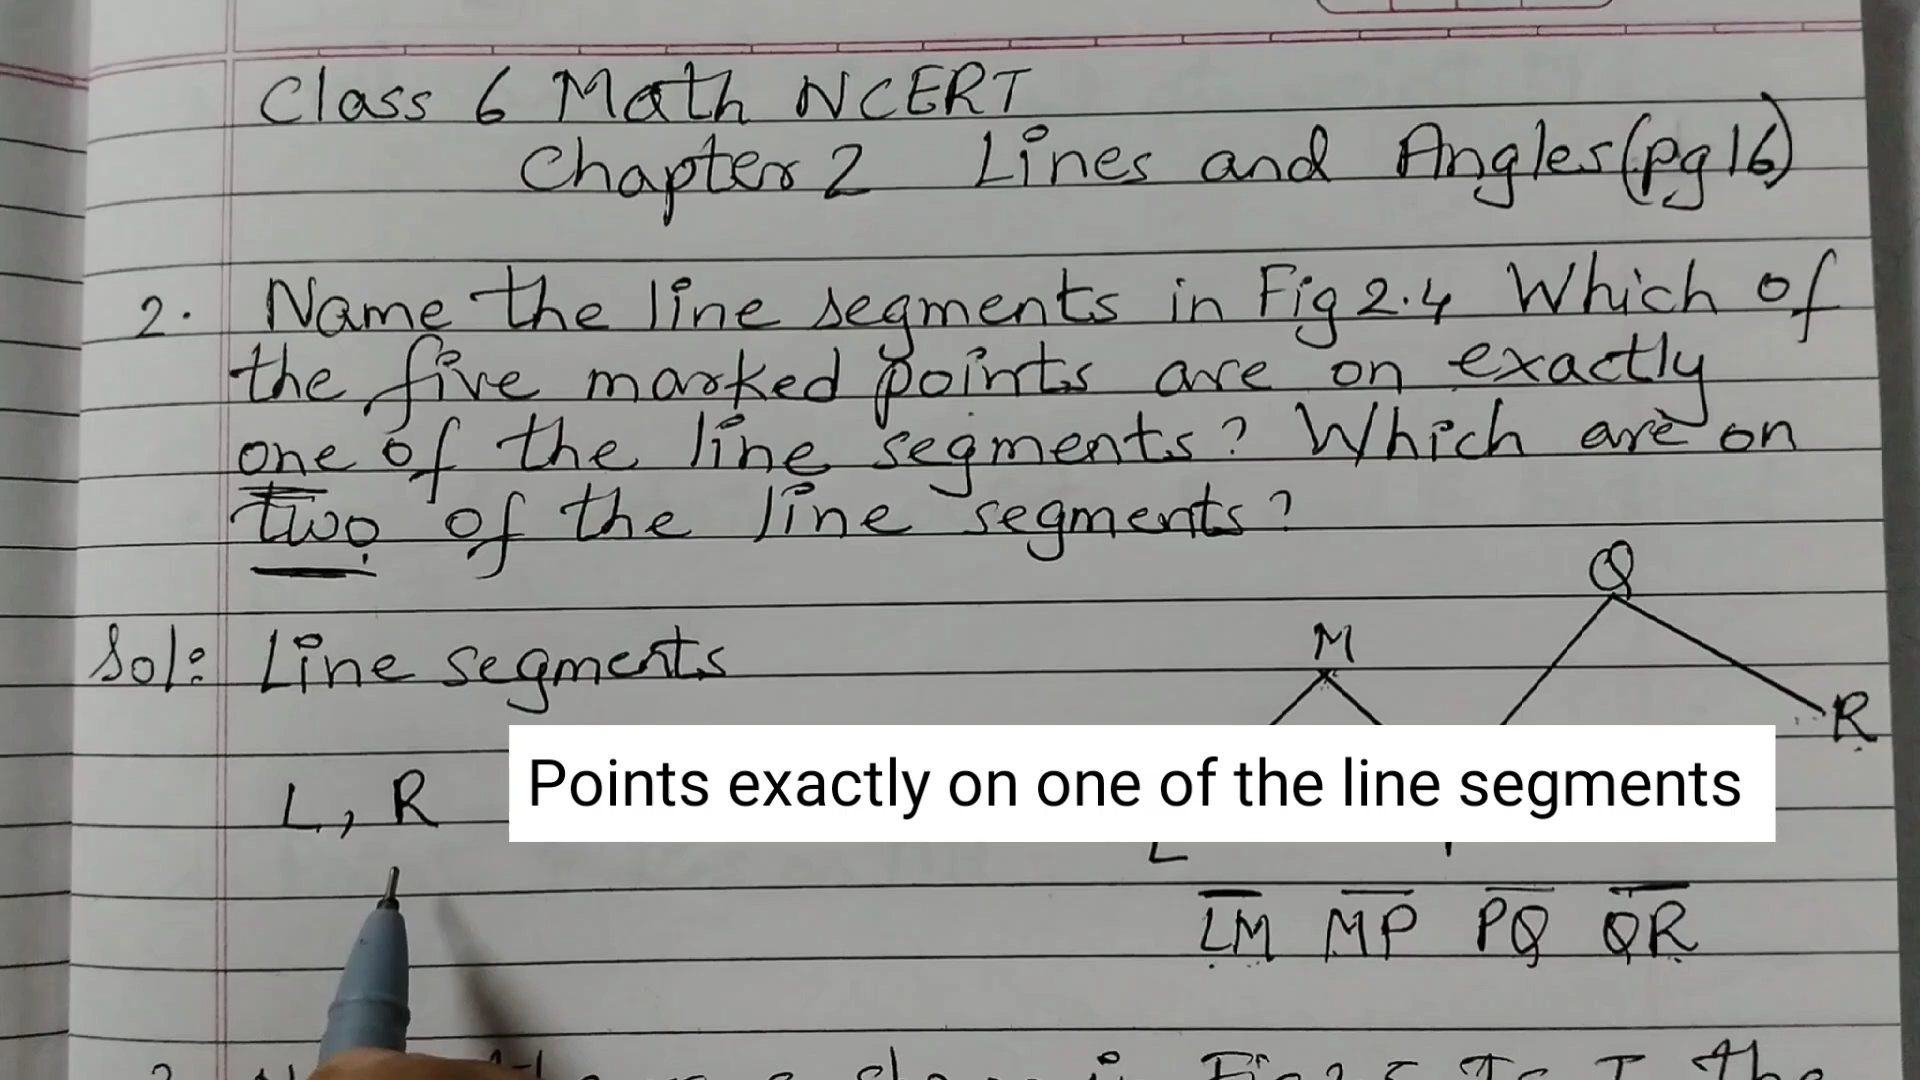 Class 6 Math NCERT
Chapter 2 Lines and Angles (pg 16)
2. Name the line segments in Fig 2.4 Which of
the five marked points are on exactly
one of the line segments? Which are on
two of the line segments?
Q
Sol: Line segments
M
R
Points exactly on one of the line segments
L, R
L
LM MP PQ QR